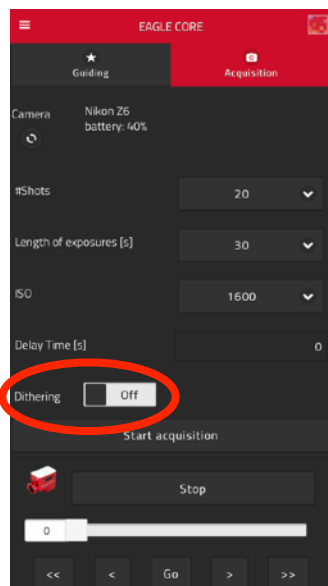 EAGLE CORE
Guiding
Acquisition
Camera
Nikon Z6
battery: 40%
#Shots
20
Length of exposures [s]
30
ISO
1600
Delay Time [s]
0
Dithering
Off
Start acquisition
Stop
0
<< < Go > >>